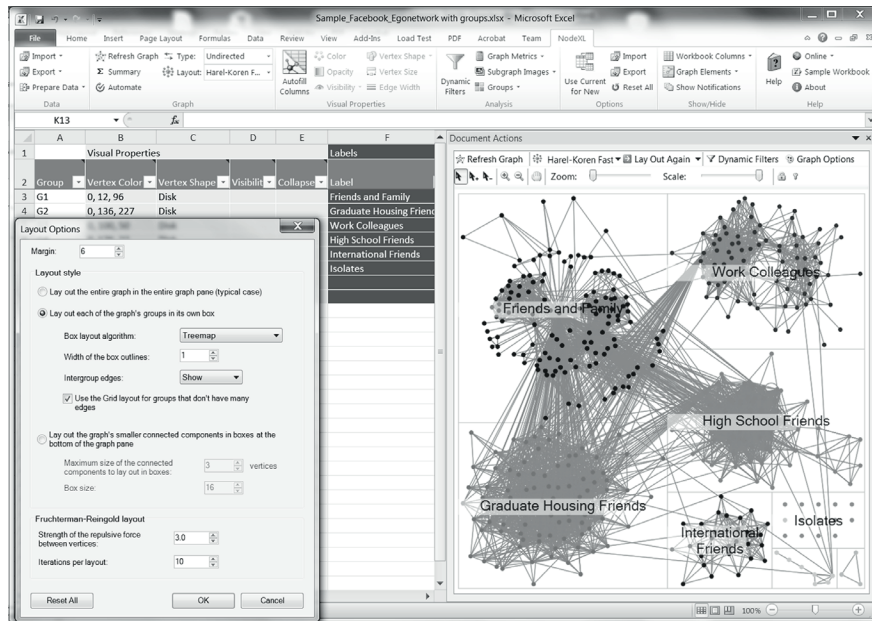 Sample_Facebook_Egonetwork with groups.xlsx - Microsoft Excel
File Home Insert Page Layout Formulas Data Review View Add-Ins Load Test PDF Acrobat Team NodeXL
Import Refresh Graph Type: Undirected Color Vertex Shape Graph Metrics Import Workbook Columns Online
Export Summary Layout: Harel-Koren F... Opacity Vertex Size Subgraph Images Export Graph Elements Sample Workbook
Prepare Data Automate Autofill Columns Visibility Edge Width Dynamic Filters Groups Use Current for New Reset All Show Notifications Help About
Data Graph Visual Properties Analysis Options Show/Hide Help
K13 fx
Document Actions
A B C D E F
1 Visual Properties Labels
2 Group Vertex Color Vertex Shape Visibilit Collapse Label
3 G1 0, 12, 96 Disk Friends and Family
4 G2 0, 136, 227 Disk Graduate Housing Friend
Work Colleagues
High School Friends
International Friends
Isolates
Refresh Graph Harel-Koren Fast Lay Out Again Dynamic Filters Graph Options
Zoom: Scale:
Layout Options
Margin: 6
Layout style
Lay out the entire graph in the entire graph pane (typical case)
Lay out each of the graph's groups in its own box
Box layout algorithm: Treemap
Width of the box outlines: 1
Intergroup edges: Show
Use the Grid layout for groups that don't have many
edges
Lay out the graph's smaller connected components in boxes at the
bottom of the graph pane
Maximum size of the connected
components to lay out in boxes: 3 vertices
Box size: 16
Fruchterman-Reingold layout
Strength of the repulsive force
between vertices: 3.0
Iterations per layout: 10
Reset All OK Cancel
Work Colleagues
Friends and Family
High School Friends
Graduate Housing Friends
International
Friends
Isolates
100%